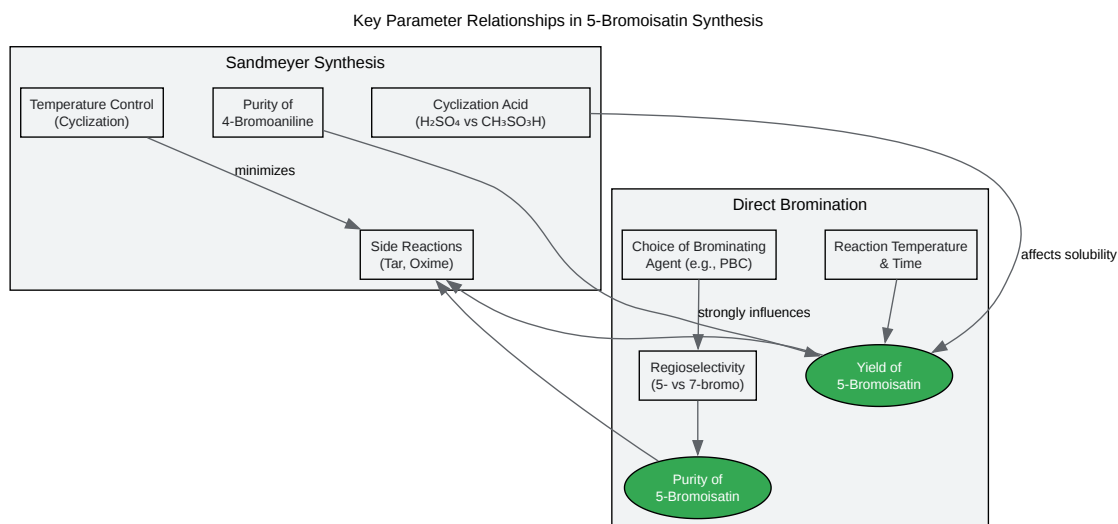 Key Parameter Relationships in 5-Bromoisatin Synthesis
Sandmeyer Synthesis
Temperature Control
(Cyclization)
Purity of
4-Bromoaniline
Cyclization Acid
(H₂SO₄ vs CH₃SO₃H)
minimizes
Side Reactions
(Tar, Oxime)
Direct Bromination
Choice of Brominating
Agent (e.g., PBC)
Reaction Temperature
& Time
affects solubility
strongly influences
Regioselectivity
(5- vs 7-bromo)
Yield of
5-Bromoisatin
Purity of
5-Bromoisatin